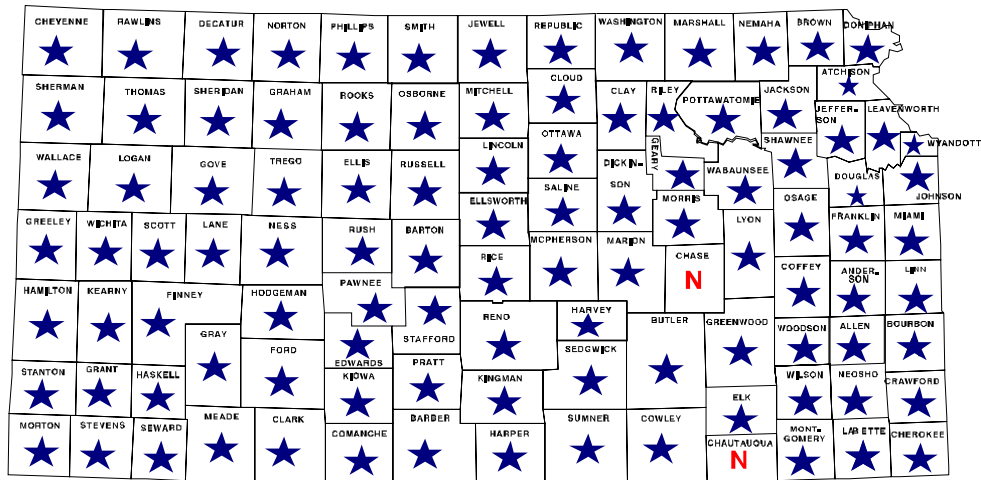 CHEYENNE RAWLINS DECATUR NORTON PHILLIPS SMITH JEWELL REPUBLIC WASHINGTON MARSHALL NEMAHA BROWN DONIPHAN
ATCHISON
SHERMAN THOMAS SHERIDAN GRAHAM ROOKS OSBORNE MITCHELL CLOUD CLAY RILEY POTTAWATOMIE JACKSON JEFFER-
SON LEAVENWORTH
WYANDOTT
WALLACE LOGAN GOVE TREGO ELLIS RUSSELL LINCOLN OTTAWA DICKIN-
SON GEARY WABAUNSEE SHAWNEE DOUGLAS JOHNSON
ELLSWORTH SALINE MORRIS OSAGE
GREELEY WICHITA SCOTT LANE NESS RUSH BARTON RICE MCPHERSON MARION CHASE LYON FRANKLIN MIAMI
N
HAMILTON KEARNY FINNEY HODGEMAN PAWNEE STAFFORD RENO HARVEY COFFEY ANDER-
SON LINN
GRAY FORD EDWARDS SEDGWICK BUTLER GREENWOOD WOODSON ALLEN BOURBON
STANTON GRANT HASKELL KIOWA PRATT KINGMAN ELK WILSON NEOSHO CRAWFORD
MORTON STEVENS SEWARD MEADE CLARK COMANCHE BARBER HARPER SUMNER COWLEY CHAUTAUQUA MONT-
GOMERY LABETTE CHEROKEE
N